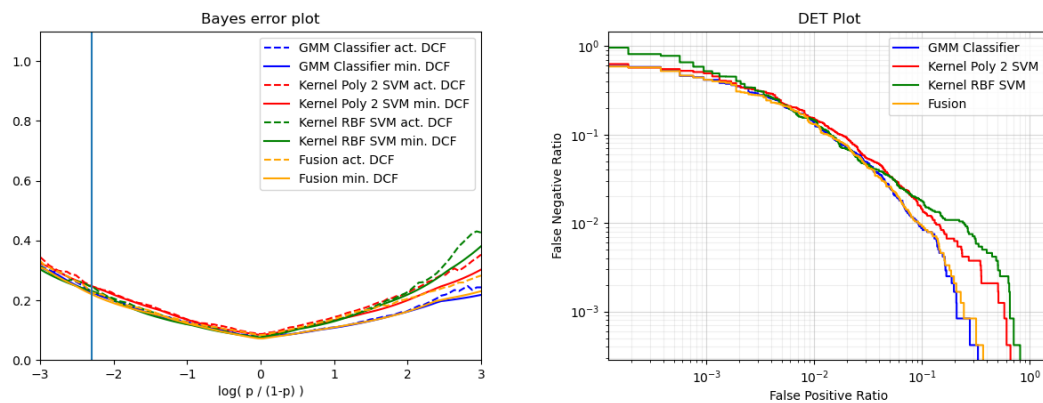 Bayes error plot
1.0
0.8
0.6
0.4
0.2
0.0
−3
−2
−1
0
1
2
3
log( p / (1-p) )
GMM Classifier act. DCF
GMM Classifier min. DCF
Kernel Poly 2 SVM act. DCF
Kernel Poly 2 SVM min. DCF
Kernel RBF SVM act. DCF
Kernel RBF SVM min. DCF
Fusion act. DCF
Fusion min. DCF
DET Plot
False Negative Ratio
10⁰
10⁻¹
10⁻²
10⁻³
10⁻³
10⁻²
10⁻¹
10⁰
False Positive Ratio
GMM Classifier
Kernel Poly 2 SVM
Kernel RBF SVM
Fusion